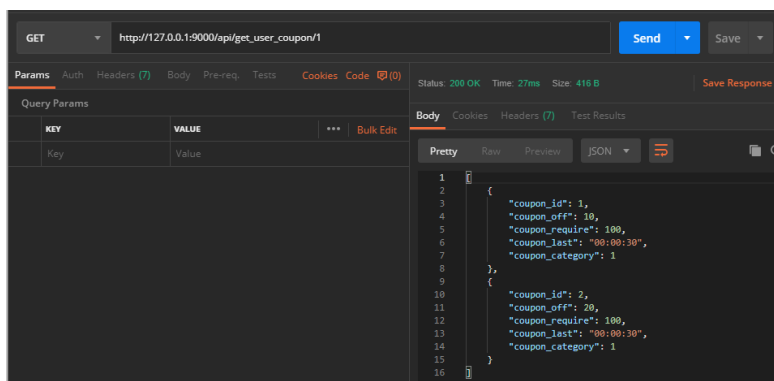 GET http://127.0.0.1:9000/api/get_user_coupon/1 Send Save
Params Auth Headers (7) Body Pre-req. Tests Cookies Code (0)
Query Params
KEY VALUE ••• Bulk Edit
Key Value
Status: 200 OK Time: 27ms Size: 416 B Save Response
Body Cookies Headers (7) Test Results
Pretty Raw Preview JSON
1 [
2 {
3 "coupon_id": 1,
4 "coupon_off": 10,
5 "coupon_require": 100,
6 "coupon_last": "00:00:30",
7 "coupon_category": 1
8 },
9 {
10 "coupon_id": 2,
11 "coupon_off": 20,
12 "coupon_require": 100,
13 "coupon_last": "00:00:30",
14 "coupon_category": 1
15 }
16 ]